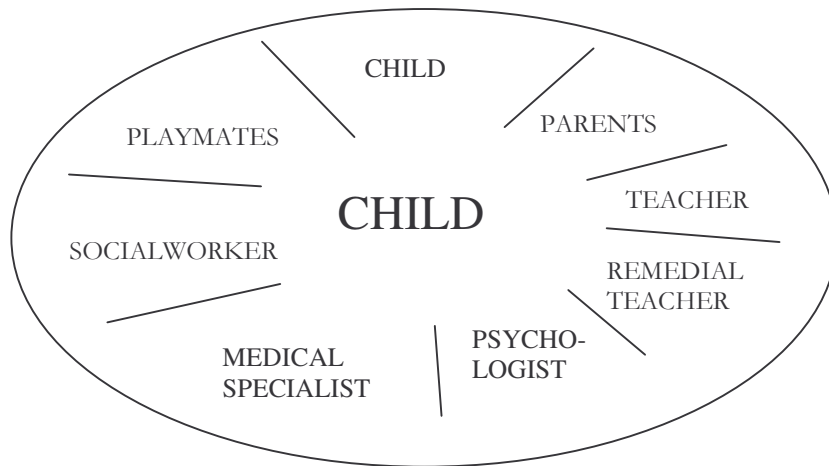 CHILD
PLAYMATES
PARENTS
CHILD
TEACHER
SOCIALWORKER
REMEDIAL
TEACHER
MEDICAL
SPECIALIST
PSYCHO-
LOGIST